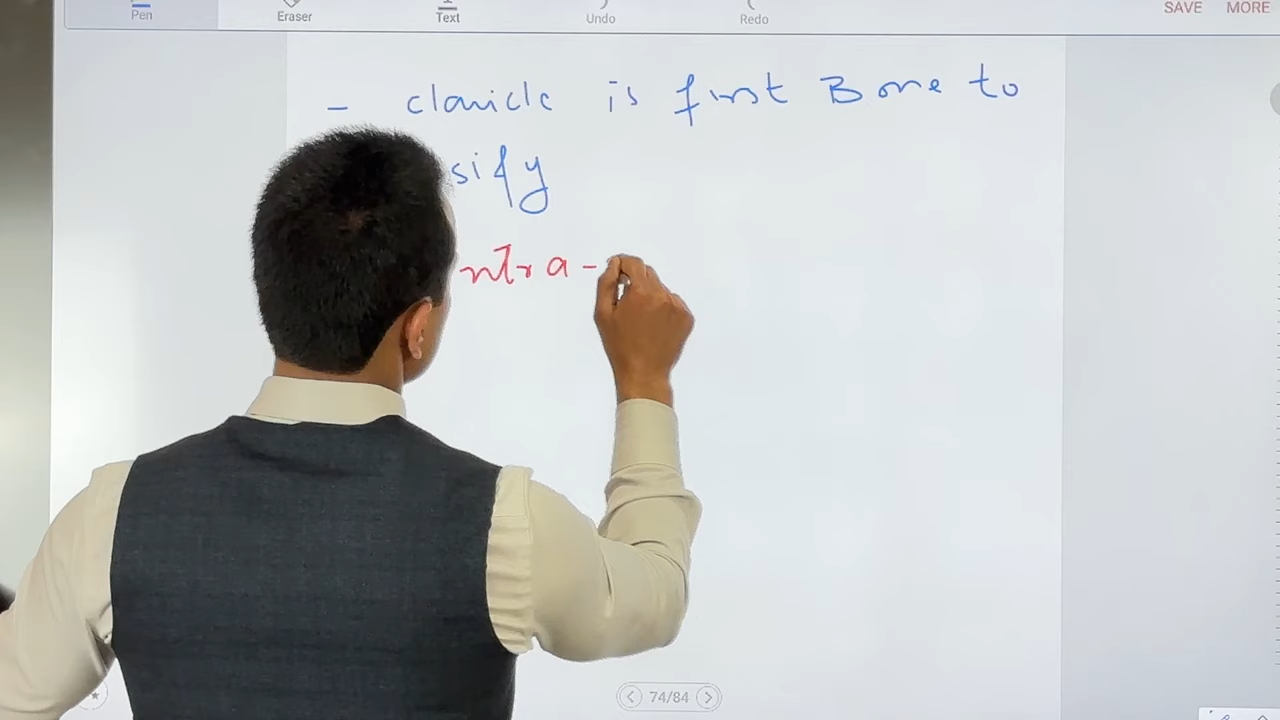 Pen Eraser Text Undo Redo SAVE MORE
- clavicle is first Bone to
sify
ntra -
74/84